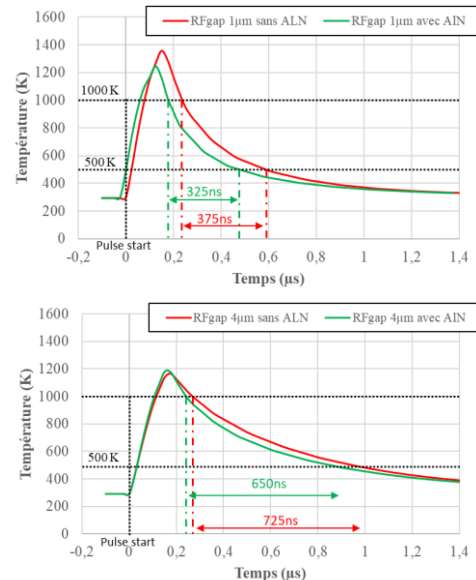 RFgap 1µm sans ALN RFgap 1µm avec AlN
1600
1400
1200
1000
800
600
400
200
0
Température (K)
1000 K
500 K
325ns
375ns
Pulse start
-0,2 0 0,2 0,4 0,6 0,8 1 1,2 1,4
Temps (µs)
RFgap 4µm sans ALN RFgap 4µm avec AlN
1600
1400
1200
1000
800
600
400
200
0
Température (K)
500 K
650ns
725ns
Pulse start
-0,2 0 0,2 0,4 0,6 0,8 1 1,2 1,4
Temps (µs)